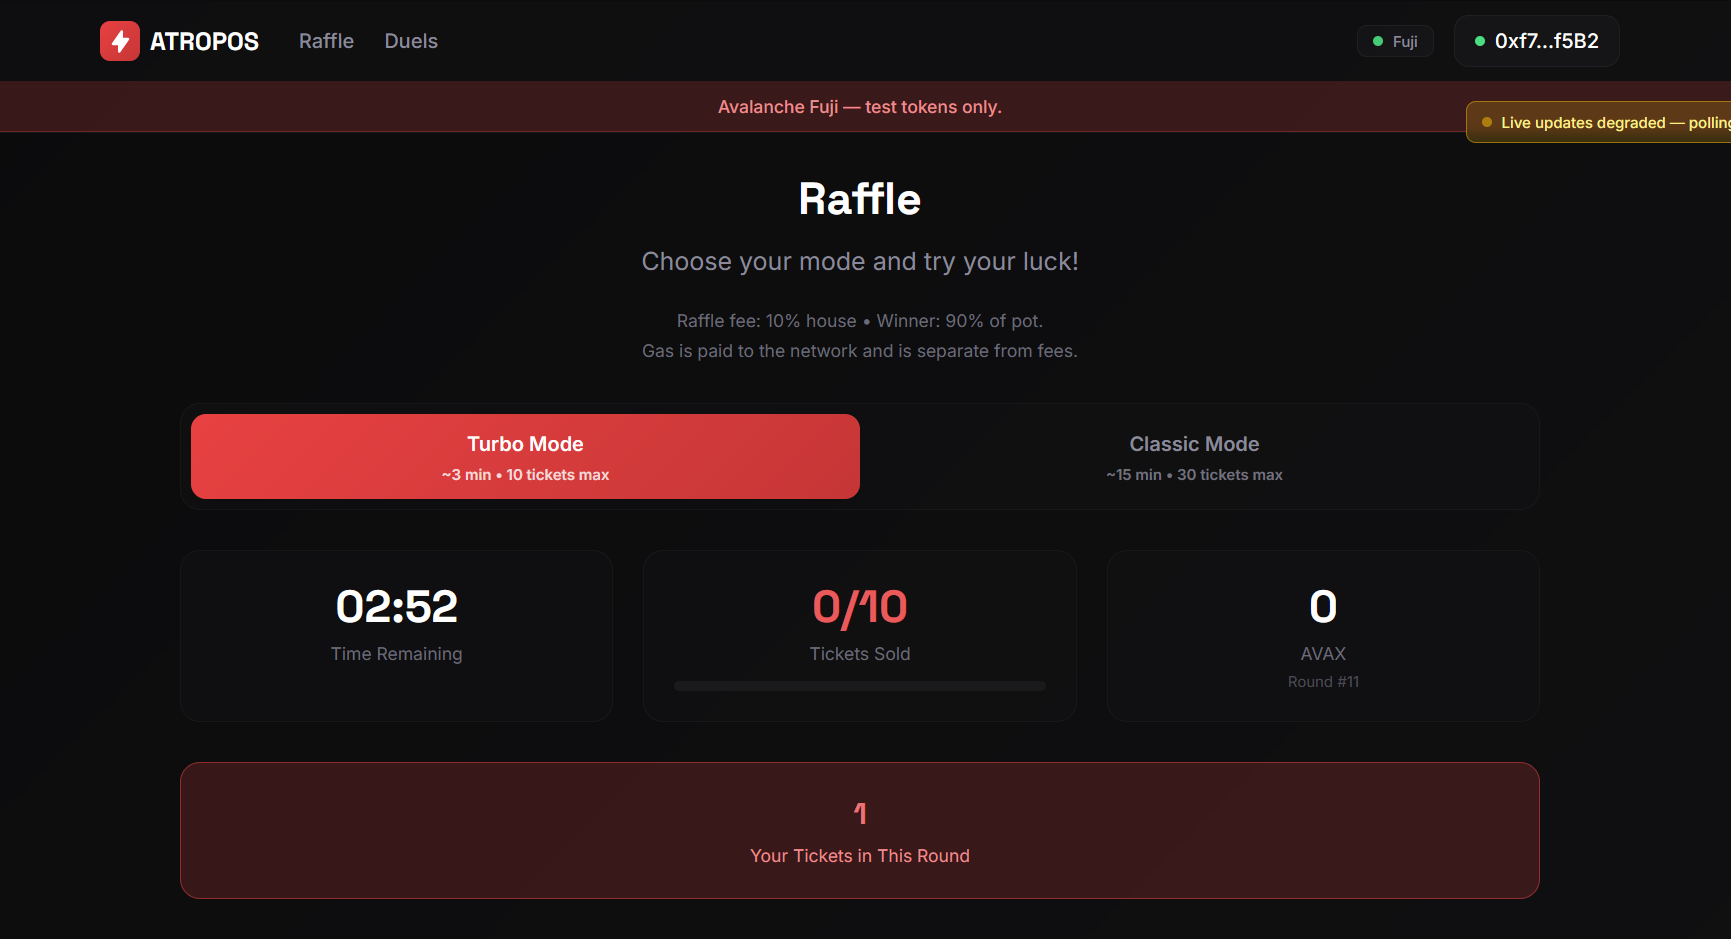 ATROPOS Raffle Duels Fuji 0xf7...f5B2
Avalanche Fuji — test tokens only.
Live updates degraded — polling
Raffle
Choose your mode and try your luck!
Raffle fee: 10% house • Winner: 90% of pot.
Gas is paid to the network and is separate from fees.
Turbo Mode
~3 min • 10 tickets max
Classic Mode
~15 min • 30 tickets max
02:52
Time Remaining
0/10
Tickets Sold
0
AVAX
Round #11
1
Your Tickets in This Round